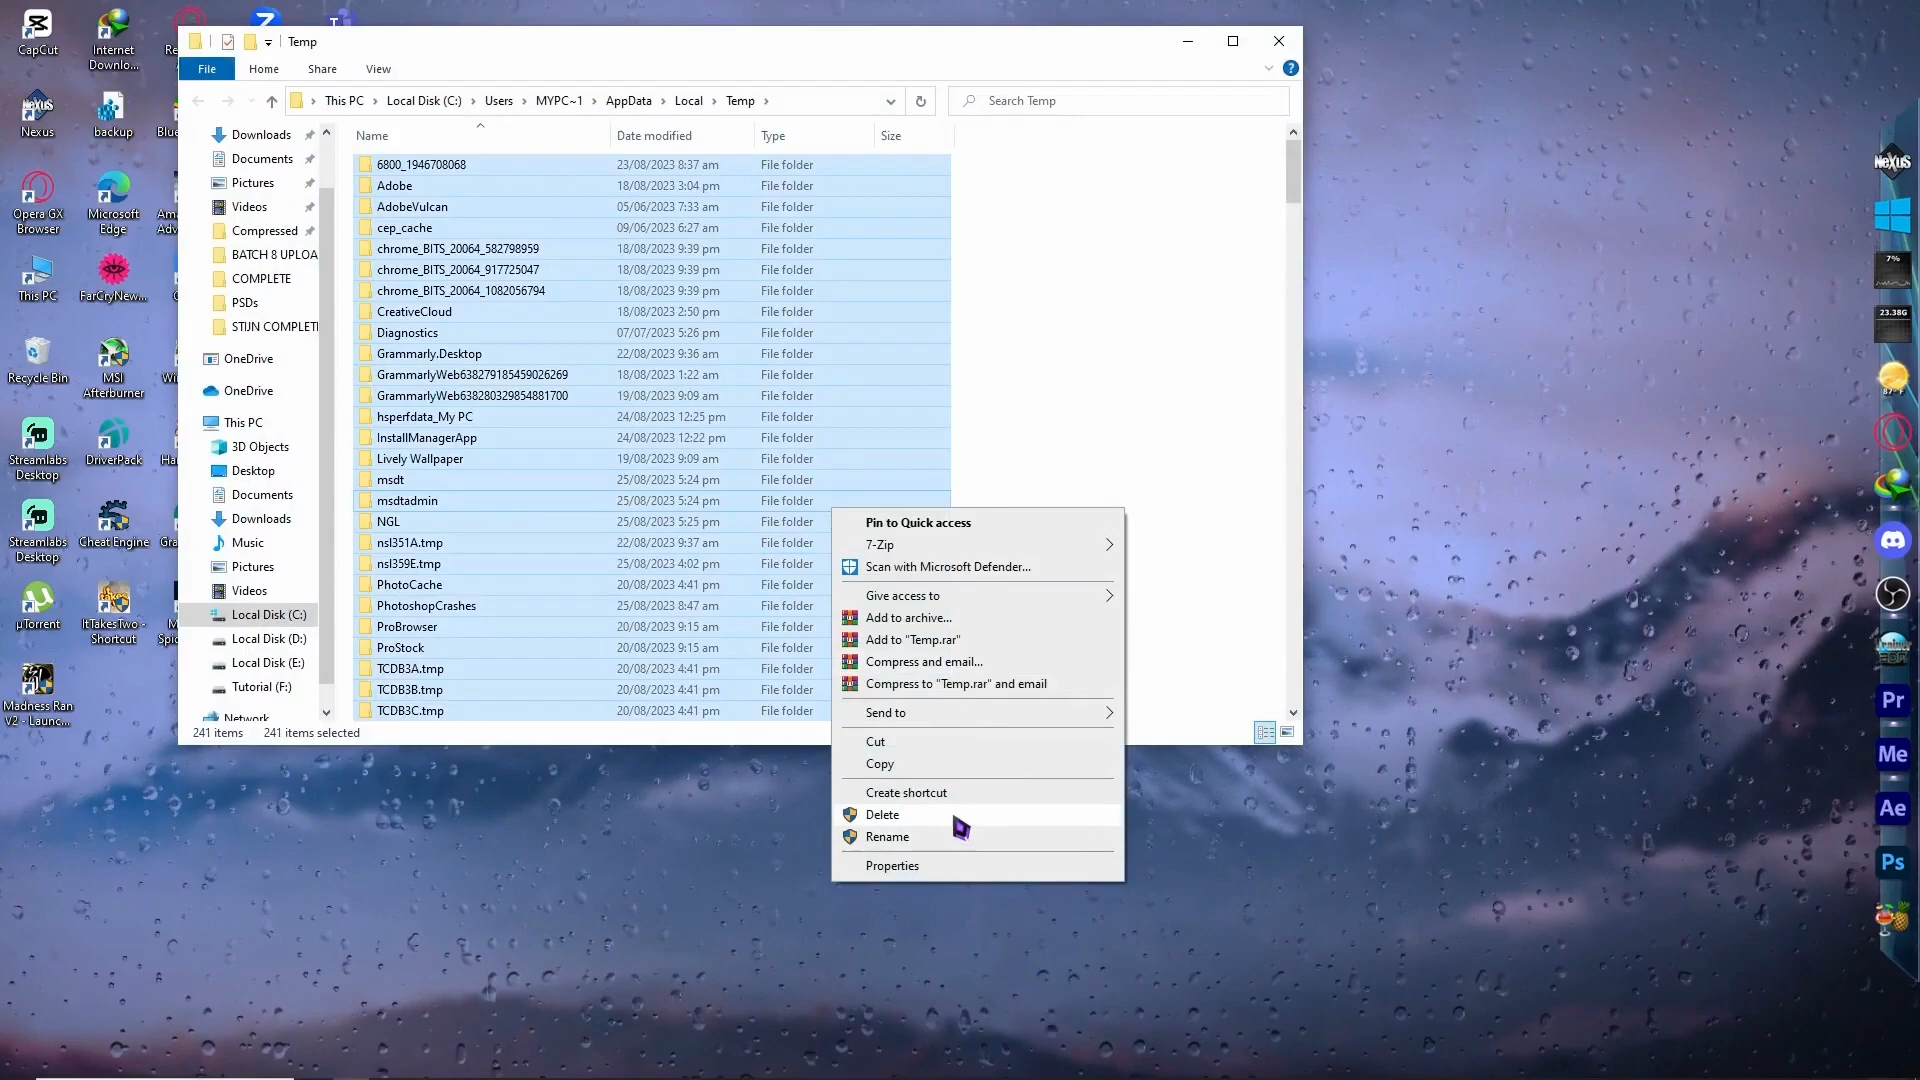 CapCut
Internet
Downlo...
Nexus
backup
Opera GX
Browser
Microsoft
Edge
This PC
FarCryNew...
Recycle Bin
MSI
Afterburner
Streamlabs
Desktop
DriverPack
Streamlabs
Desktop
Cheat Engine
µTorrent
ItTakesTwo -
Shortcut
Madness Ran
V2 - Launc...
Temp
File Home Share View
This PC Local Disk (C:) Users MYPC~1 AppData Local Temp
Search Temp
Downloads
Documents
Pictures
Videos
Compressed
BATCH 8 UPLOA
COMPLETE
PSDs
STIJN COMPLETI
OneDrive
OneDrive
This PC
3D Objects
Desktop
Documents
Downloads
Music
Pictures
Videos
Local Disk (C:)
Local Disk (D:)
Local Disk (E:)
Tutorial (F:)
Network
Name Date modified Type Size
6800_1946708068 23/08/2023 8:37 am File folder
Adobe 18/08/2023 3:04 pm File folder
AdobeVulcan 05/06/2023 7:33 am File folder
cep_cache 09/06/2023 6:27 am File folder
chrome_BITS_20064_582798959 18/08/2023 9:39 pm File folder
chrome_BITS_20064_917725047 18/08/2023 9:39 pm File folder
chrome_BITS_20064_1082056794 18/08/2023 9:39 pm File folder
CreativeCloud 18/08/2023 2:50 pm File folder
Diagnostics 07/07/2023 5:26 pm File folder
Grammarly.Desktop 22/08/2023 9:36 am File folder
GrammarlyWeb638279185459026269 18/08/2023 1:22 am File folder
GrammarlyWeb638280329854881700 19/08/2023 9:09 am File folder
hsperfdata_My PC 24/08/2023 12:25 pm File folder
InstallManagerApp 24/08/2023 12:22 pm File folder
Lively Wallpaper 19/08/2023 9:09 am File folder
msdt 25/08/2023 5:24 pm File folder
msdtadmin 25/08/2023 5:24 pm File folder
NGL 25/08/2023 5:25 pm File folder
nsl351A.tmp 22/08/2023 9:37 am File folder
nsl359E.tmp 25/08/2023 4:02 pm File folder
PhotoCache 20/08/2023 4:41 pm File folder
PhotoshopCrashes 25/08/2023 8:47 am File folder
ProBrowser 20/08/2023 9:15 am File folder
ProStock 20/08/2023 9:15 am File folder
TCDB3A.tmp 20/08/2023 4:41 pm File folder
TCDB3B.tmp 20/08/2023 4:41 pm File folder
TCDB3C.tmp 20/08/2023 4:41 pm File folder
241 items 241 items selected
Pin to Quick access
7-Zip
Scan with Microsoft Defender...
Give access to
Add to archive...
Add to "Temp.rar"
Compress and email...
Compress to "Temp.rar" and email
Send to
Cut
Copy
Create shortcut
Delete
Rename
Properties
NeXuS
7%
23.38G
Pr
Me
Ae
Ps